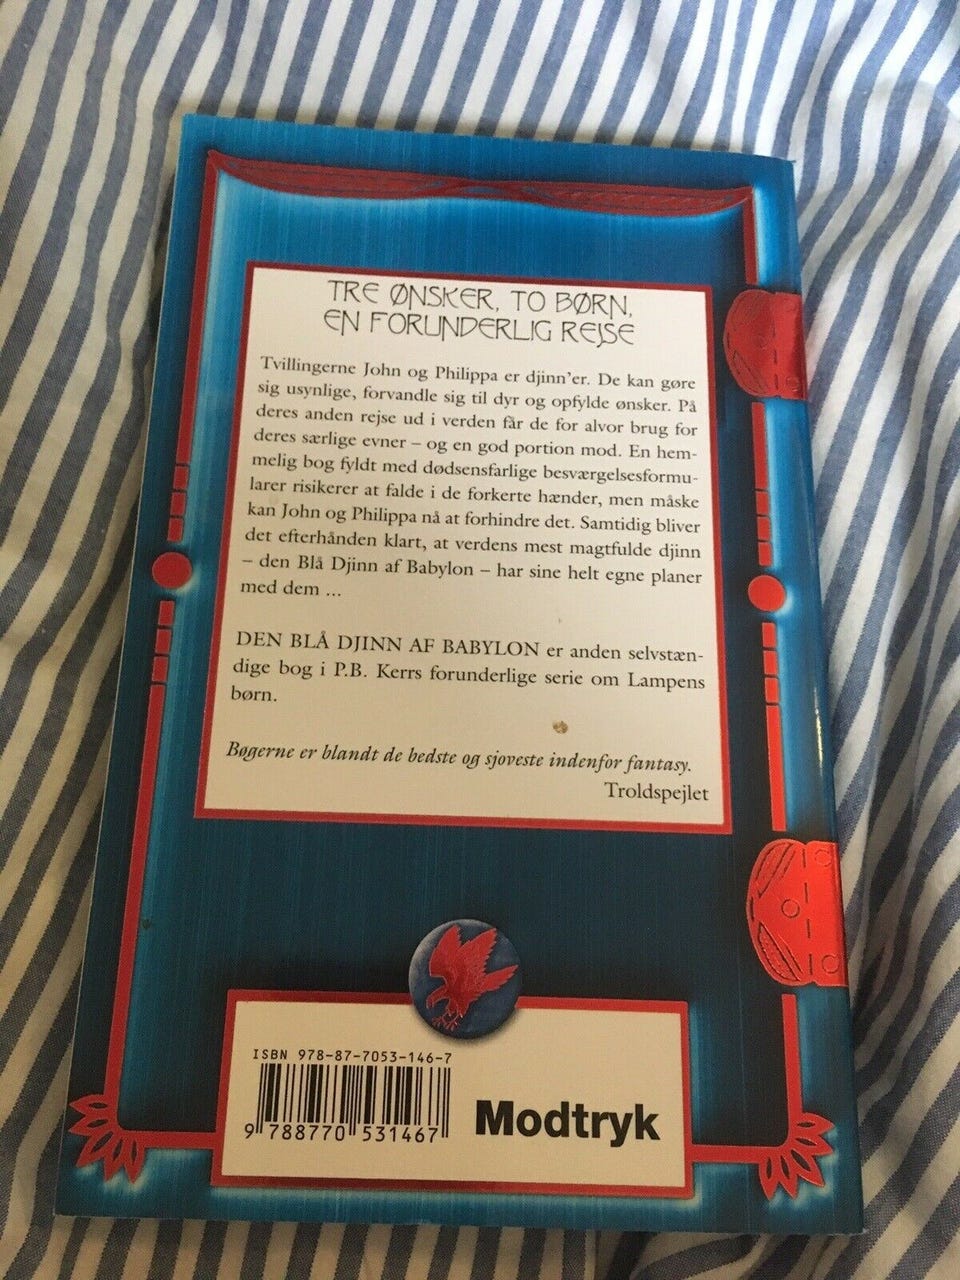 TRE ØNSKER, TO BØRN,
EN FORUNDERLIG REJSE
Tvillingerne John og Philippa er djinn'er. De kan gøre
sig usynlige, forvandle sig til dyr og opfylde ønsker. På
deres anden rejse ud i verden får de for alvor brug for
deres særlige evner – og en god portion mod. En hem-
melig bog fyldt med dødsensfarlige besværgelsesformu-
larer risikerer at falde i de forkerte hænder, men måske
kan John og Philippa nå at forhindre det. Samtidig bliver
det efterhånden klart, at verdens mest magtfulde djinn
– den Blå Djinn af Babylon – har sine helt egne planer
med dem ...
DEN BLÅ DJINN AF BABYLON er anden selvstæn-
dige bog i P.B. Kerrs forunderlige serie om Lampens
børn.
Bøgerne er blandt de bedste og sjoveste indenfor fantasy.
Troldspejlet
ISBN 978-87-7053-146-7
9 788770 531467
Modtryk